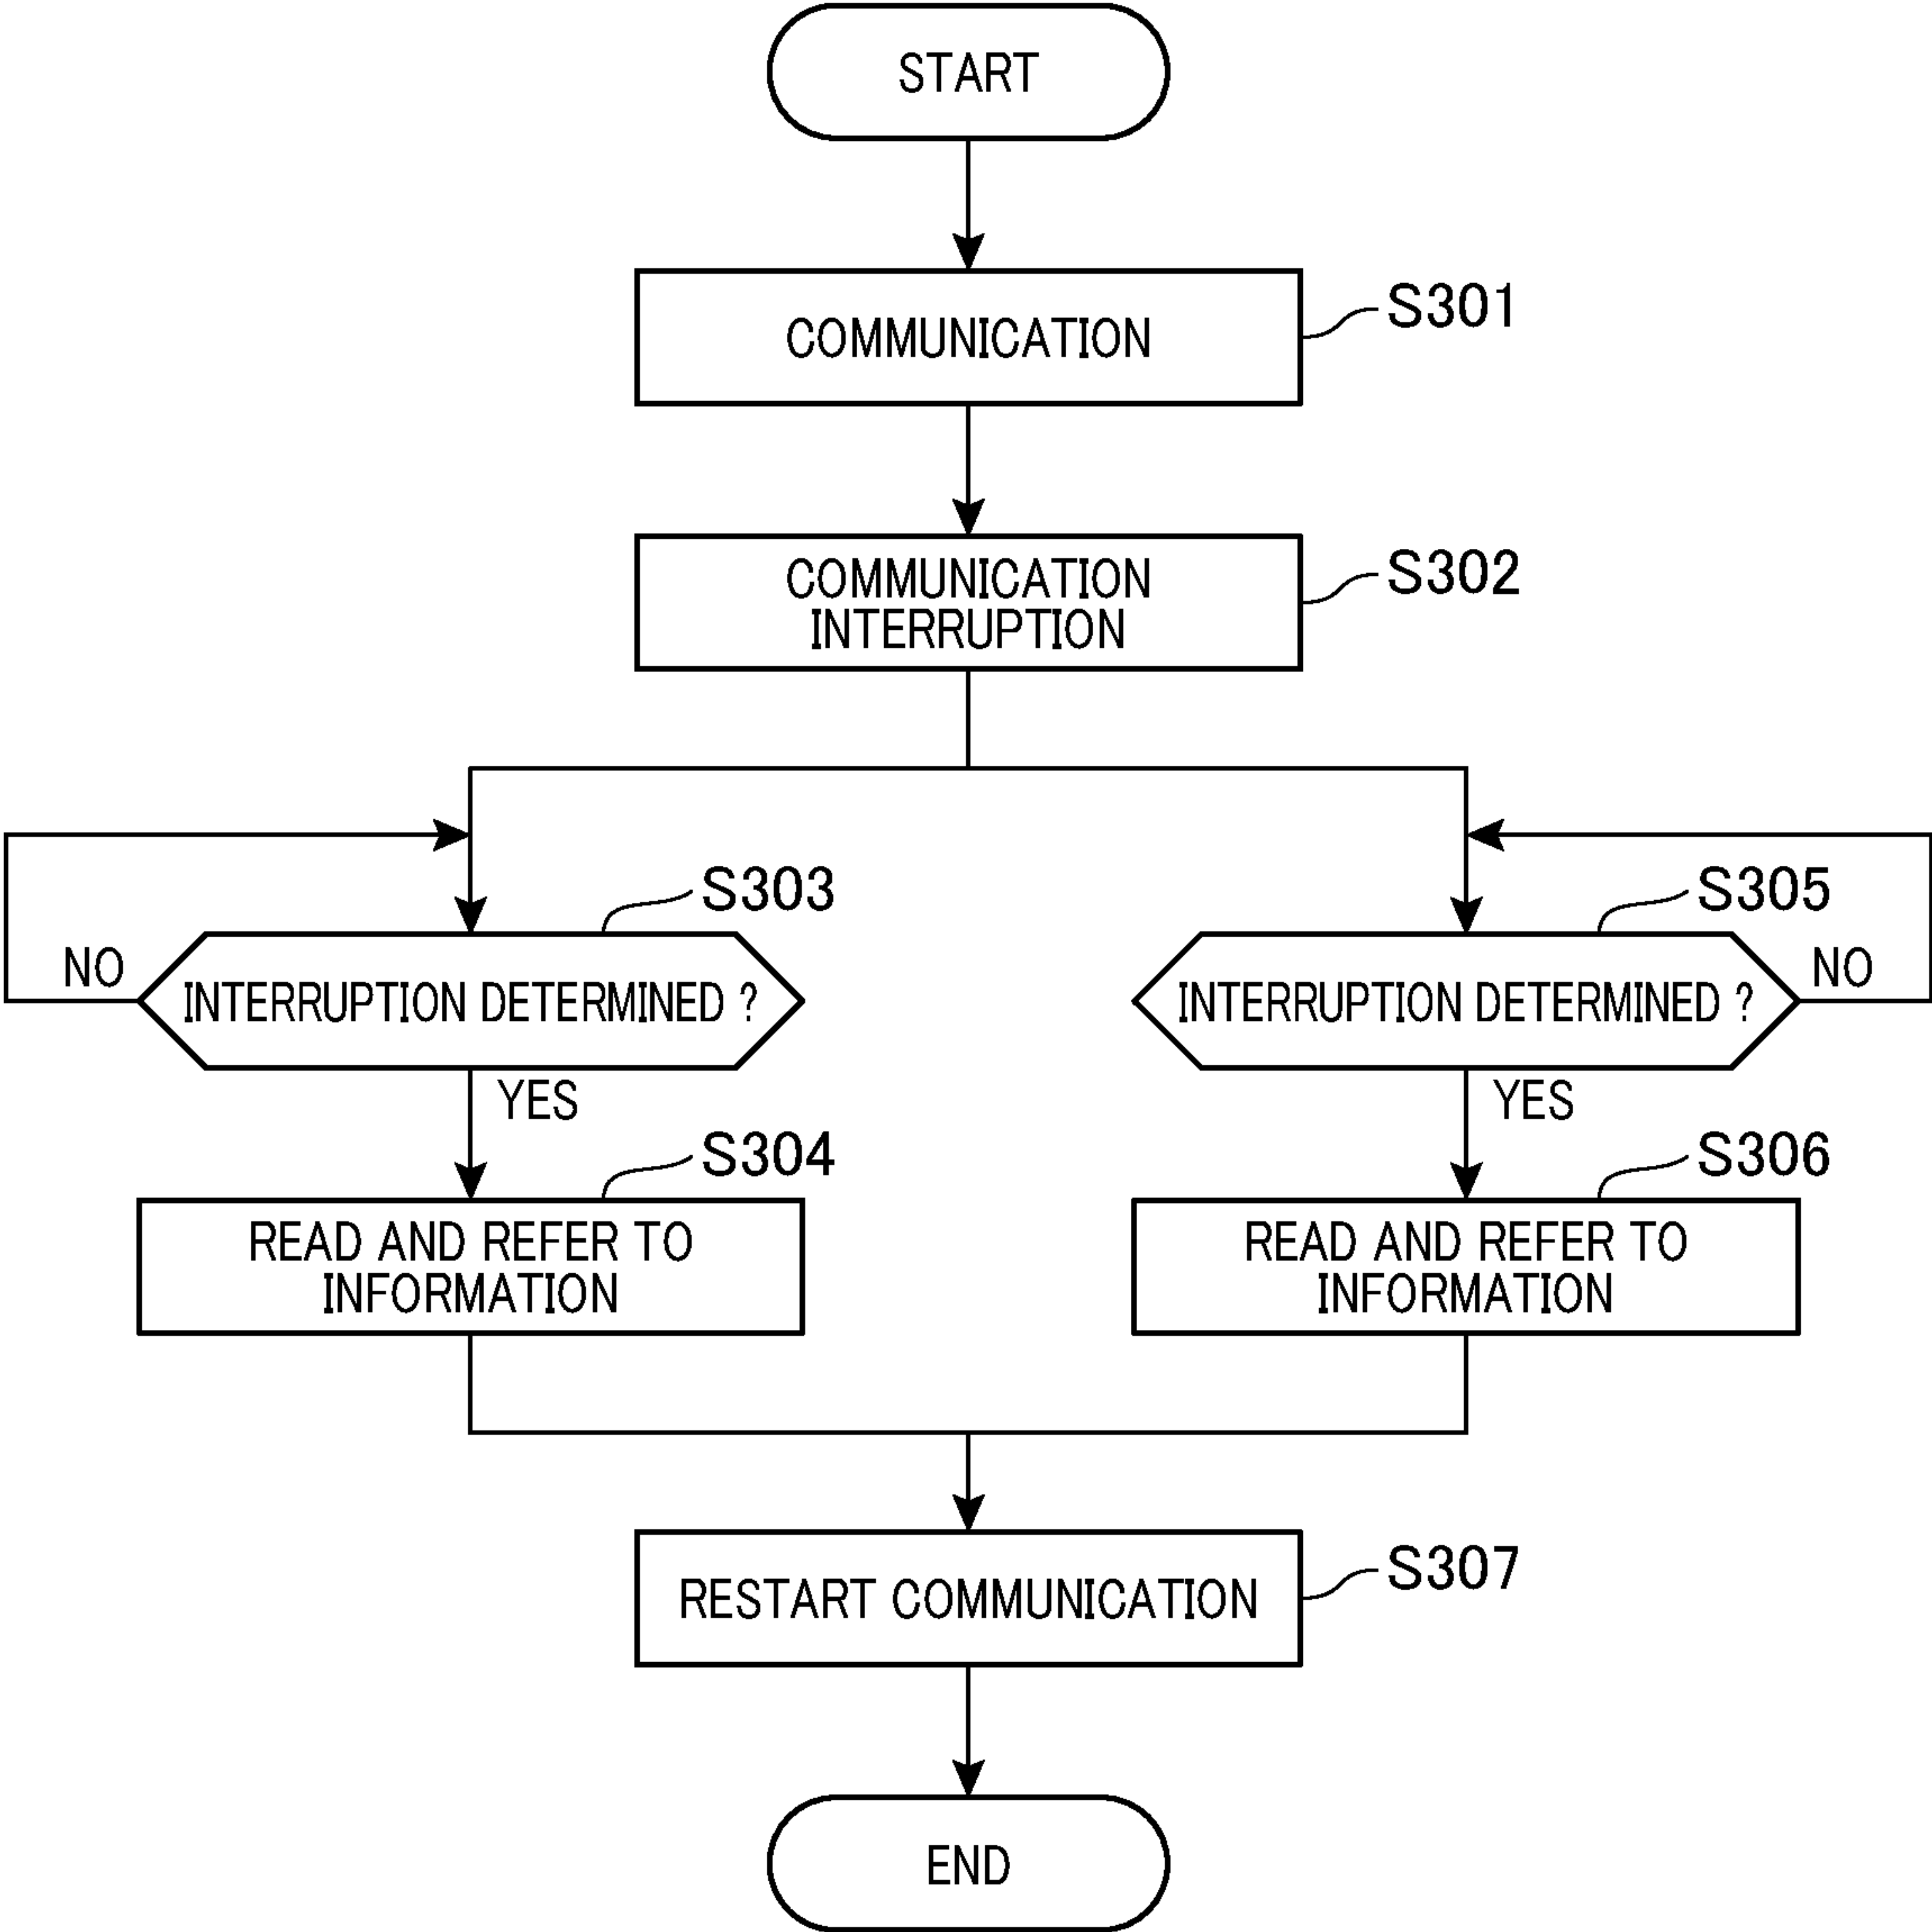 START
COMMUNICATION
S301
COMMUNICATION
INTERRUPTION
S302
S303
NO
INTERRUPTION DETERMINED ?
YES
S304
READ AND REFER TO
INFORMATION
S305
INTERRUPTION DETERMINED ?
NO
YES
S306
READ AND REFER TO
INFORMATION
RESTART COMMUNICATION
S307
END